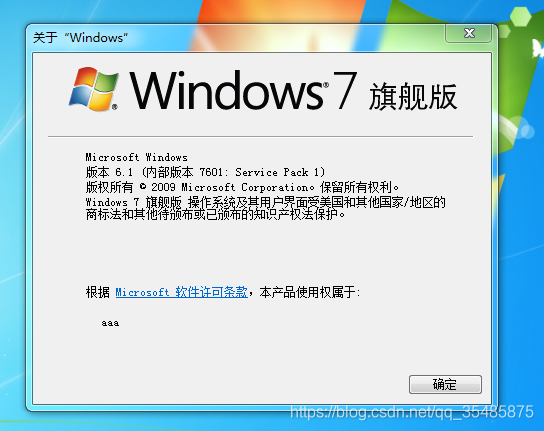 关于“Windows”
Windows® 7 旗舰版
Microsoft Windows
版本 6.1 (内部版本 7601: Service Pack 1)
版权所有 © 2009 Microsoft Corporation。保留所有权利。
Windows 7 旗舰版 操作系统及其用户界面受美国和其他国家/地区的
商标法和其他待颁布或已颁布的知识产权法保护。
根据 Microsoft 软件许可条款，本产品使用权属于:
aaa
确定
https://blog.csdn.net/qq_35485875